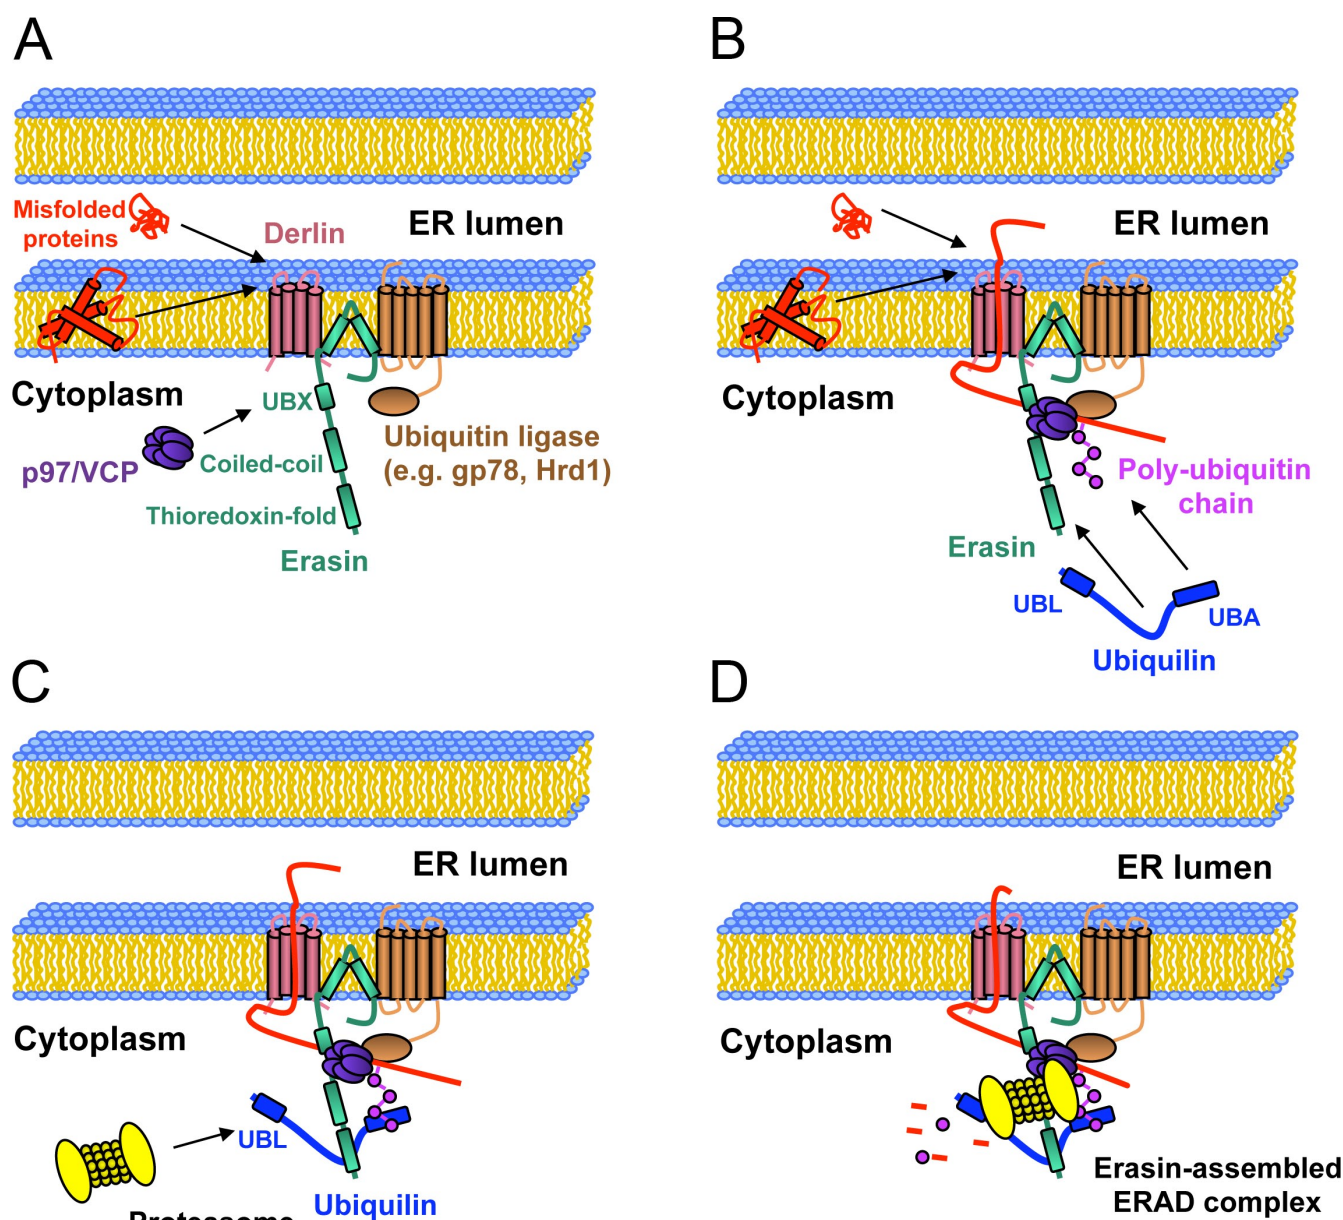 A
Misfolded
proteins
Derlin
ER lumen
Cytoplasm
UBX
p97/VCP
Coiled-coil
Thioredoxin-fold
Erasin
Ubiquitin ligase
(e.g. gp78, Hrd1)
B
ER lumen
Cytoplasm
Poly-ubiquitin
chain
Erasin
UBL
UBA
Ubiquilin
C
ER lumen
Cytoplasm
UBL
Ubiquilin
Proteasome
D
ER lumen
Cytoplasm
Erasin-assembled
ERAD complex